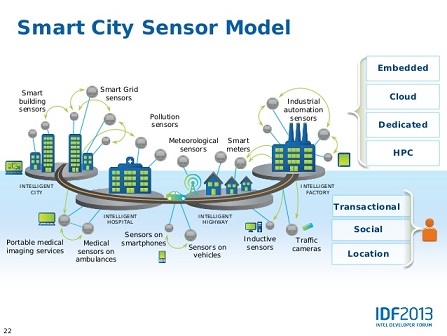 Smart City Sensor Model
Smart
building
sensors
Smart Grid
sensors
Pollution
sensors
Meteorological
sensors
Smart
meters
Industrial
automation
sensors
Embedded
Cloud
Dedicated
HPC
INTELLIGENT
CITY
INTELLIGENT
HOSPITAL
INTELLIGENT
HIGHWAY
INTELLIGENT
FACTORY
Transactional
Social
Location
Portable medical
imaging services
Medical
sensors on
ambulances
Sensors on
smartphones
Sensors on
vehicles
Inductive
sensors
Traffic
cameras
IDF2013
INTEL DEVELOPER FORUM
22